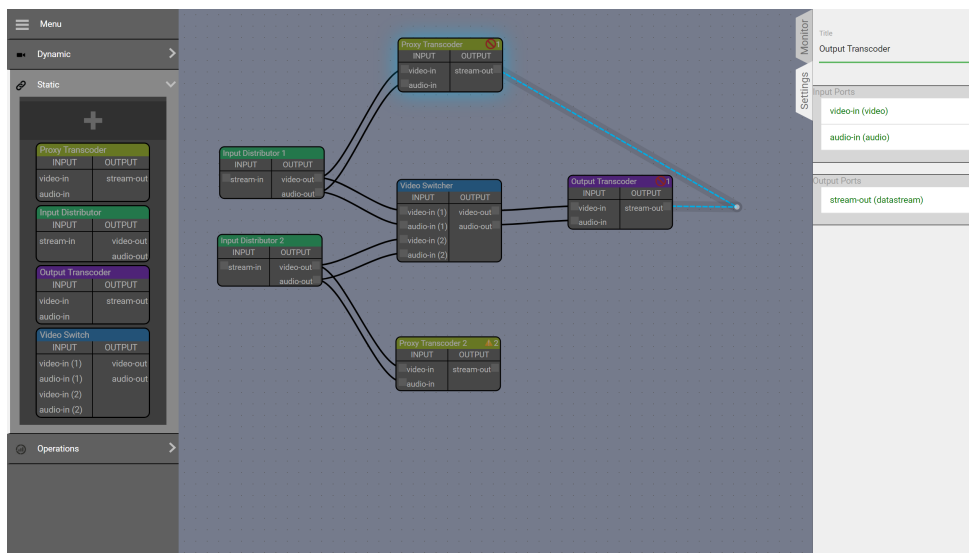 Menu
Dynamic
Static
Proxy Transcoder
INPUT OUTPUT
video-in stream-out
audio-in
Input Distributor
INPUT OUTPUT
stream-in video-out
audio-out
Output Transcoder
INPUT OUTPUT
video-in stream-out
audio-in
Video Switch
INPUT OUTPUT
video-in (1) video-out
audio-in (1) audio-out
video-in (2)
audio-in (2)
Operations
Proxy Transcoder 1
INPUT OUTPUT
video-in stream-out
audio-in
Input Distributor 1
INPUT OUTPUT
stream-in video-out
audio-out
Video Switcher
INPUT OUTPUT
video-in (1) video-out
audio-in (1) audio-out
video-in (2)
audio-in (2)
Output Transcoder 1
INPUT OUTPUT
video-in stream-out
audio-in
Input Distributor 2
INPUT OUTPUT
stream-in video-out
audio-out
Proxy Transcoder 2 2
INPUT OUTPUT
video-in stream-out
audio-in
Monitor
Settings
Title
Output Transcoder
Input Ports
video-in (video)
audio-in (audio)
Output Ports
stream-out (datastream)